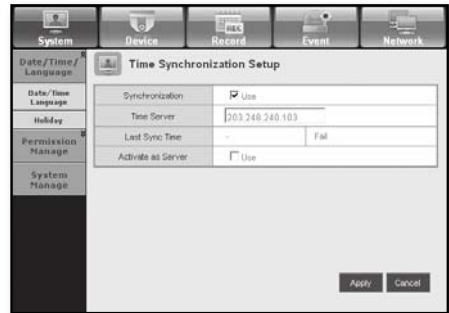 System
Device
Record
Event
Network
REC
Date/Time/
Language
Date/Time
Language
Holiday
Permission
Manage
System
Manage
Time Synchronization Setup
Synchronization
Use
Time Server
203.248.240.103
Last Sync Time
-
Fail
Activate as Server
Use
Apply
Cancel